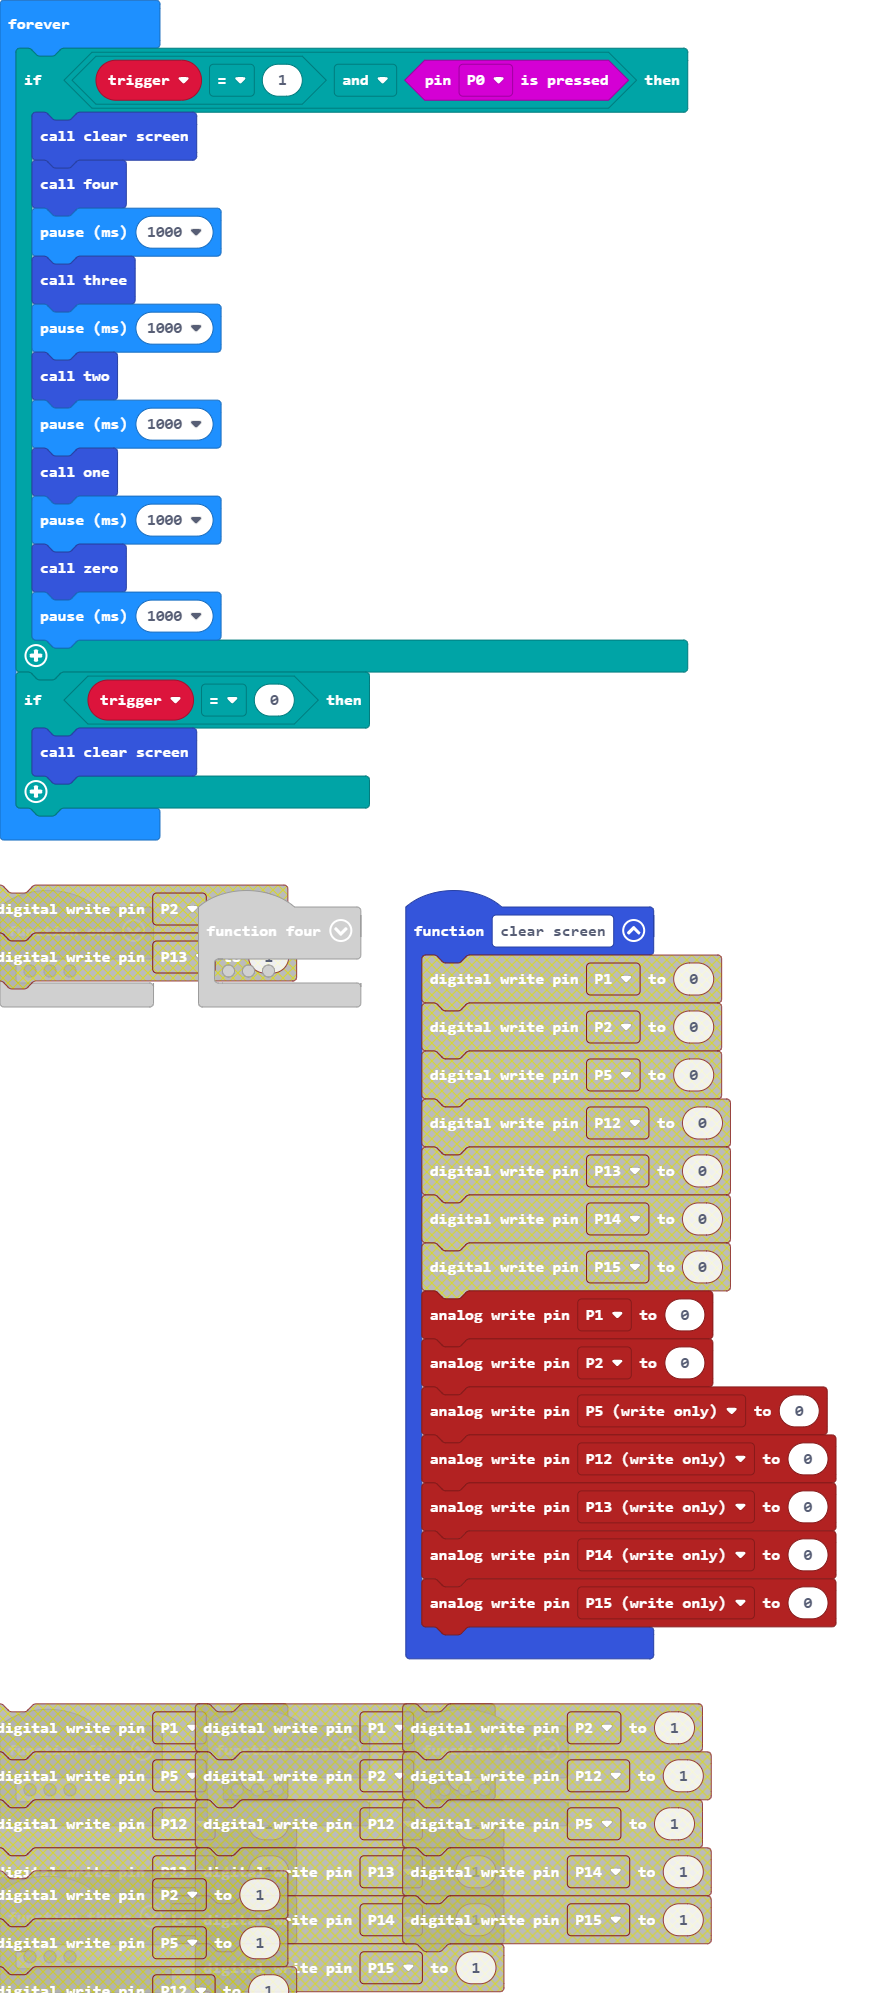 forever
if trigger = 1 and pin P0 is pressed then
call clear screen
call four
pause (ms) 1000
call three
pause (ms) 1000
call two
pause (ms) 1000
call one
pause (ms) 1000
call zero
pause (ms) 1000
if trigger = 0 then
call clear screen
digital write pin P2
digital write pin P13
function four
function clear screen
digital write pin P1 to 0
digital write pin P2 to 0
digital write pin P5 to 0
digital write pin P12 to 0
digital write pin P13 to 0
digital write pin P14 to 0
digital write pin P15 to 0
analog write pin P1 to 0
analog write pin P2 to 0
analog write pin P5 (write only) to 0
analog write pin P12 (write only) to 0
analog write pin P13 (write only) to 0
analog write pin P14 (write only) to 0
analog write pin P15 (write only) to 0
digital write pin P1 digital write pin P1 digital write pin P2 to 1
digital write pin P5 digital write pin P2 digital write pin P12 to 1
digital write pin P12 digital write pin P12 digital write pin P5 to 1
write pin P13 digital write pin P14 to 1
digital write pin P2 to 1
write pin P14 digital write pin P15 to 1
digital write pin P5 to 1
write pin P15 to 1
digital write pin P12 to 1